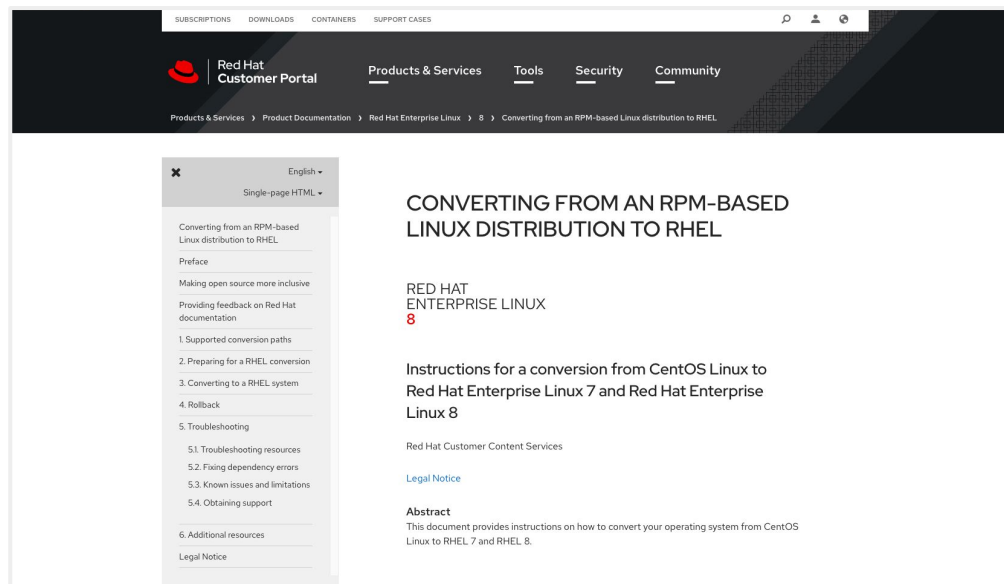 SUBSCRIPTIONS DOWNLOADS CONTAINERS SUPPORT CASES
Red Hat
Customer Portal
Products & Services Tools Security Community
Products & Services ❯ Product Documentation ❯ Red Hat Enterprise Linux ❯ 8 ❯ Converting from an RPM-based Linux distribution to RHEL
English
Single-page HTML
Converting from an RPM-based
Linux distribution to RHEL
Preface
Making open source more inclusive
Providing feedback on Red Hat
documentation
1. Supported conversion paths
2. Preparing for a RHEL conversion
3. Converting to a RHEL system
4. Rollback
5. Troubleshooting
5.1. Troubleshooting resources
5.2. Fixing dependency errors
5.3. Known issues and limitations
5.4. Obtaining support
6. Additional resources
Legal Notice
CONVERTING FROM AN RPM-BASED
LINUX DISTRIBUTION TO RHEL
RED HAT
ENTERPRISE LINUX
8
Instructions for a conversion from CentOS Linux to
Red Hat Enterprise Linux 7 and Red Hat Enterprise
Linux 8
Red Hat Customer Content Services
Legal Notice
Abstract
This document provides instructions on how to convert your operating system from CentOS
Linux to RHEL 7 and RHEL 8.